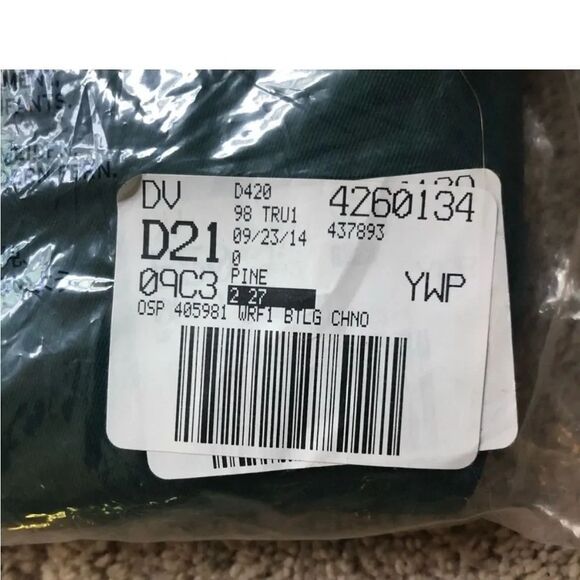 DV D420 4260134
98 TRU1
D21 09/23/14 437893
0
09C3 PINE YWP
2 27
OSP 405981 WRF1 BTLG CHNO